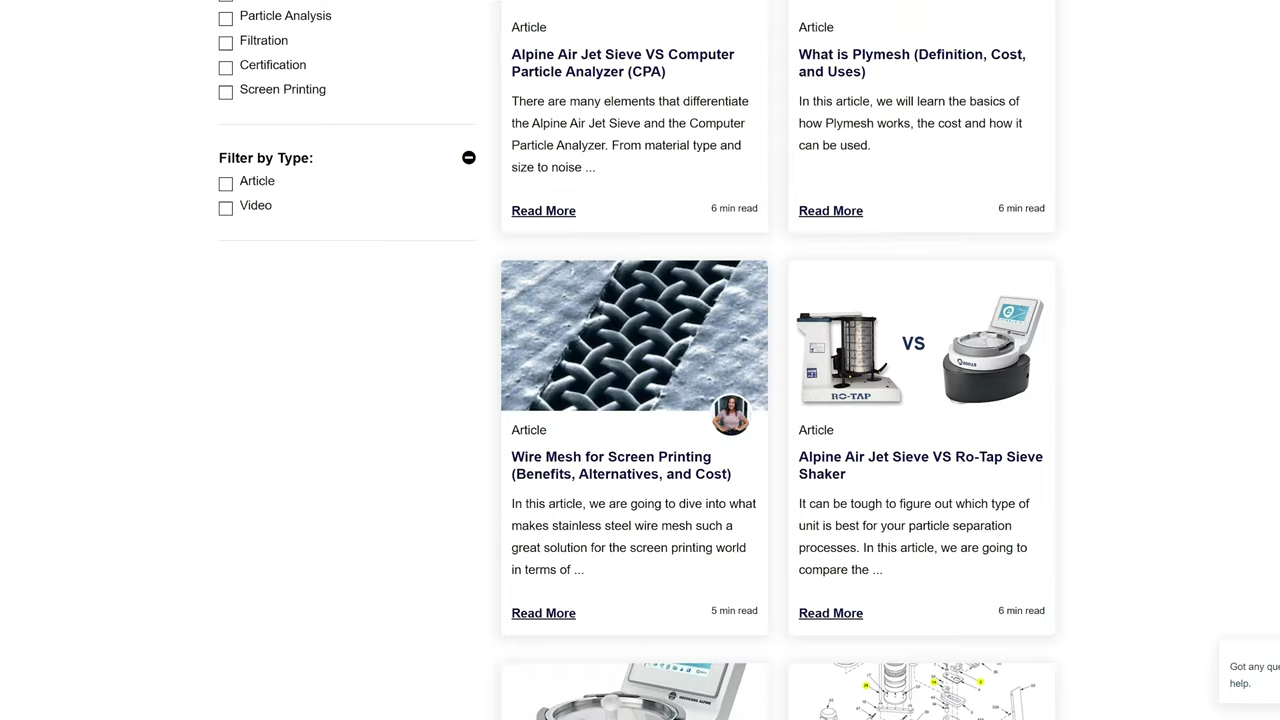 Particle Analysis
Filtration
Certification
Screen Printing
Filter by Type:
Article
Video
Article
Alpine Air Jet Sieve VS Computer
Particle Analyzer (CPA)
There are many elements that differentiate
the Alpine Air Jet Sieve and the Computer
Particle Analyzer. From material type and
size to noise ...
Read More
6 min read
Article
What is Plymesh (Definition, Cost,
and Uses)
In this article, we will learn the basics of
how Plymesh works, the cost and how it
can be used.
Read More
6 min read
Article
Wire Mesh for Screen Printing
(Benefits, Alternatives, and Cost)
In this article, we are going to dive into what
makes stainless steel wire mesh such a
great solution for the screen printing world
in terms of ...
Read More
5 min read
VS
RO-TAP
Article
Alpine Air Jet Sieve VS Ro-Tap Sieve
Shaker
It can be tough to figure out which type of
unit is best for your particle separation
processes. In this article, we are going to
compare the ...
Read More
6 min read
Got any que
help.